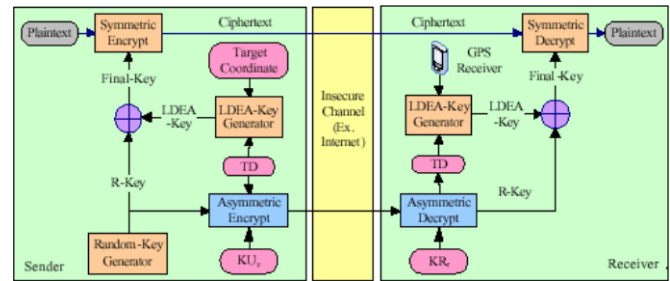 Plaintext
Symmetric
Encrypt
Ciphertext
Final-Key
Target
Coordinate
LDEA
-Key
LDEA-Key
Generator
R-Key
TD
Asymmetric
Encrypt
Random-Key
Generator
KUr
Sender
Insecure
Channel
(Ex.
Internet)
Ciphertext
Symmetric
Decrypt
Plaintext
GPS
Receiver
Final-Key
LDEA-Key
Generator
LDEA
-Key
TD
R-Key
Asymmetric
Decrypt
KRr
Receiver .